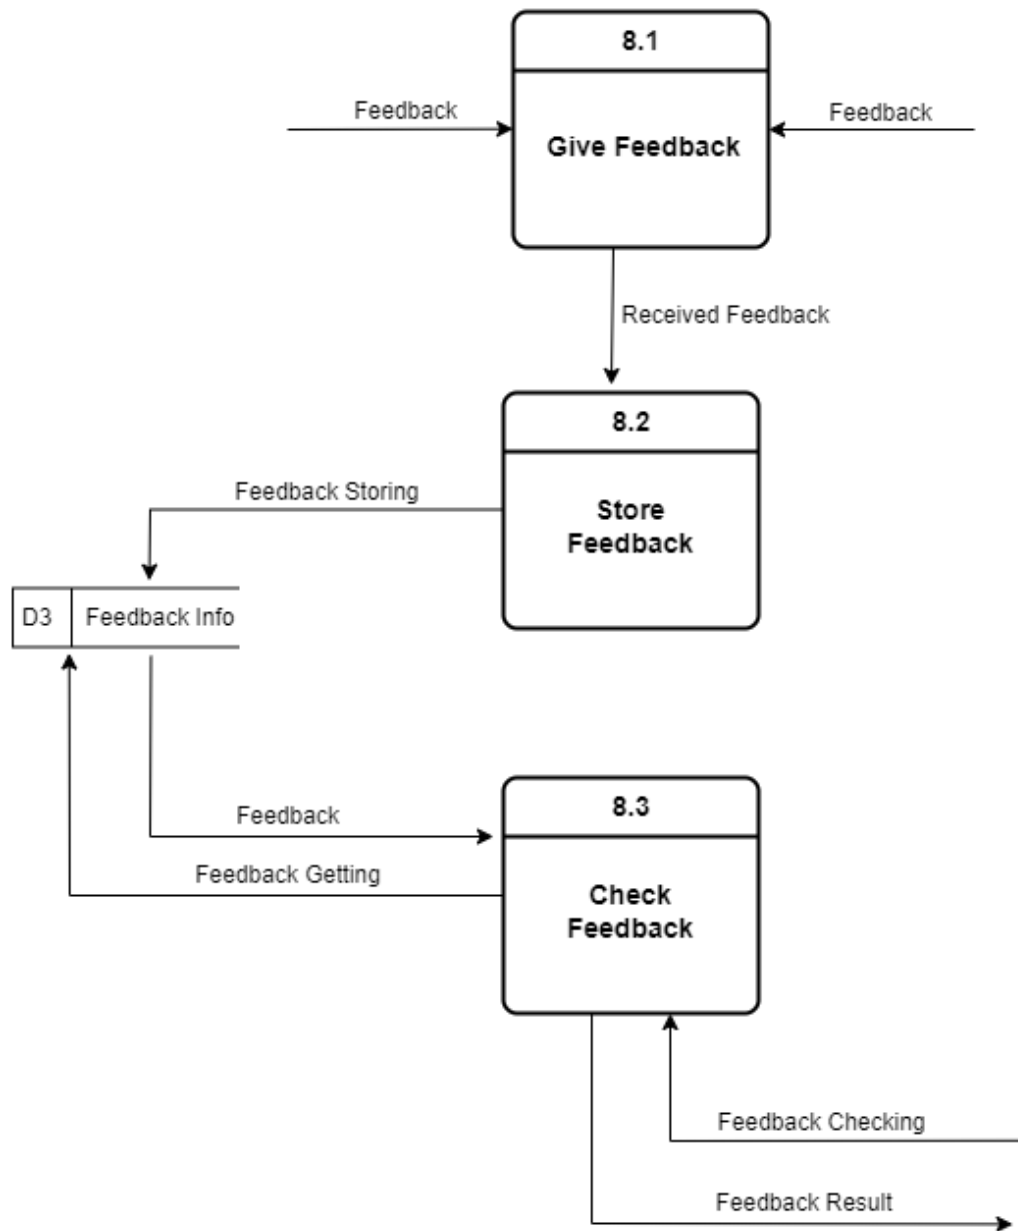 8.1
Feedback
Feedback
Give Feedback
Received Feedback
8.2
Feedback Storing
Store
Feedback
D3
Feedback Info
8.3
Feedback
Feedback Getting
Check
Feedback
Feedback Checking
Feedback Result